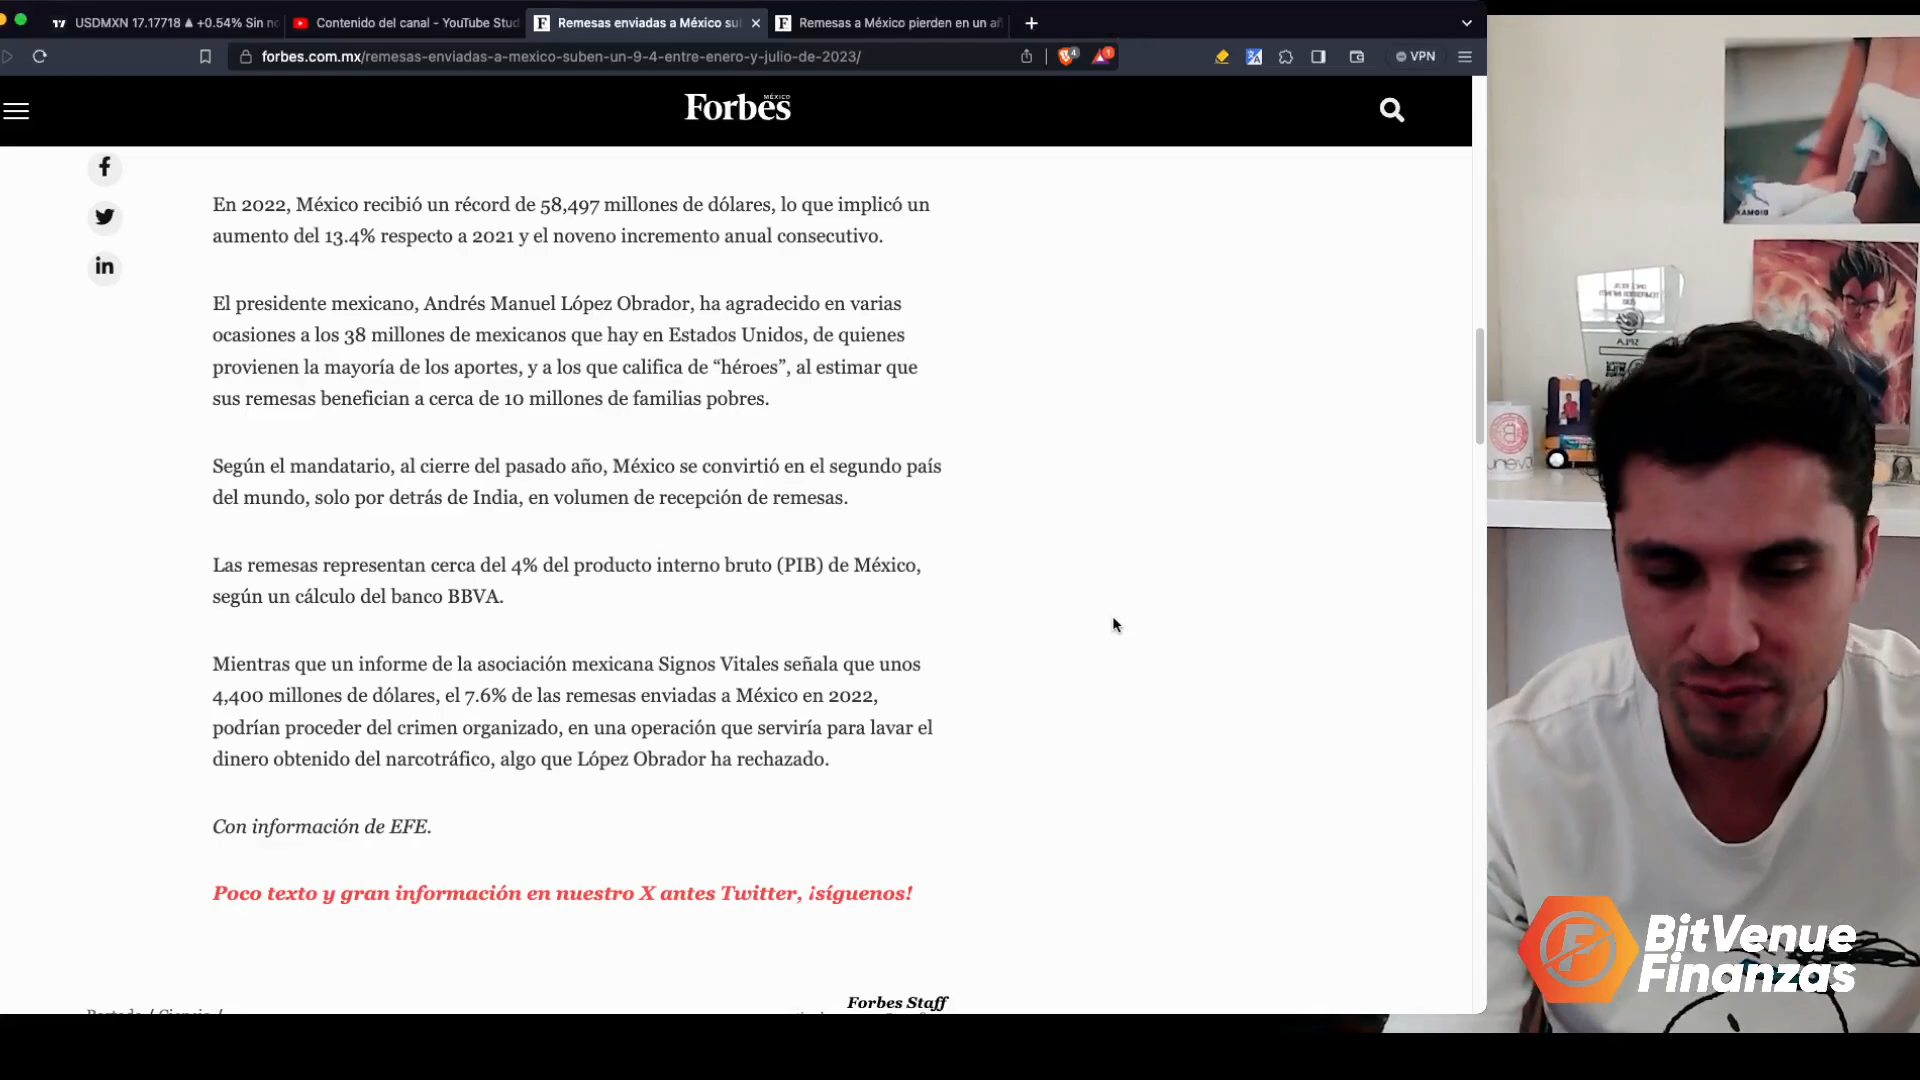 USDMXN 17.17718 ▲ +0.54% Sin no
Contenido del canal - YouTube Stud
Remesas enviadas a México su
Remesas a México pierden en un añ
forbes.com.mx/remesas-enviadas-a-mexico-suben-un-9-4-entre-enero-y-julio-de-2023/
4
1
VPN
Forbes
MÉXICO
En 2022, México recibió un récord de 58,497 millones de dólares, lo que implicó un
aumento del 13.4% respecto a 2021 y el noveno incremento anual consecutivo.
El presidente mexicano, Andrés Manuel López Obrador, ha agradecido en varias
ocasiones a los 38 millones de mexicanos que hay en Estados Unidos, de quienes
provienen la mayoría de los aportes, y a los que califica de “héroes”, al estimar que
sus remesas benefician a cerca de 10 millones de familias pobres.
Según el mandatario, al cierre del pasado año, México se convirtió en el segundo país
del mundo, solo por detrás de India, en volumen de recepción de remesas.
Las remesas representan cerca del 4% del producto interno bruto (PIB) de México,
según un cálculo del banco BBVA.
Mientras que un informe de la asociación mexicana Signos Vitales señala que unos
4,400 millones de dólares, el 7.6% de las remesas enviadas a México en 2022,
podrían proceder del crimen organizado, en una operación que serviría para lavar el
dinero obtenido del narcotráfico, algo que López Obrador ha rechazado.
Con información de EFE.
Poco texto y gran información en nuestro X antes Twitter, ¡síguenos!
Forbes Staff
BitVenue
Finanzas